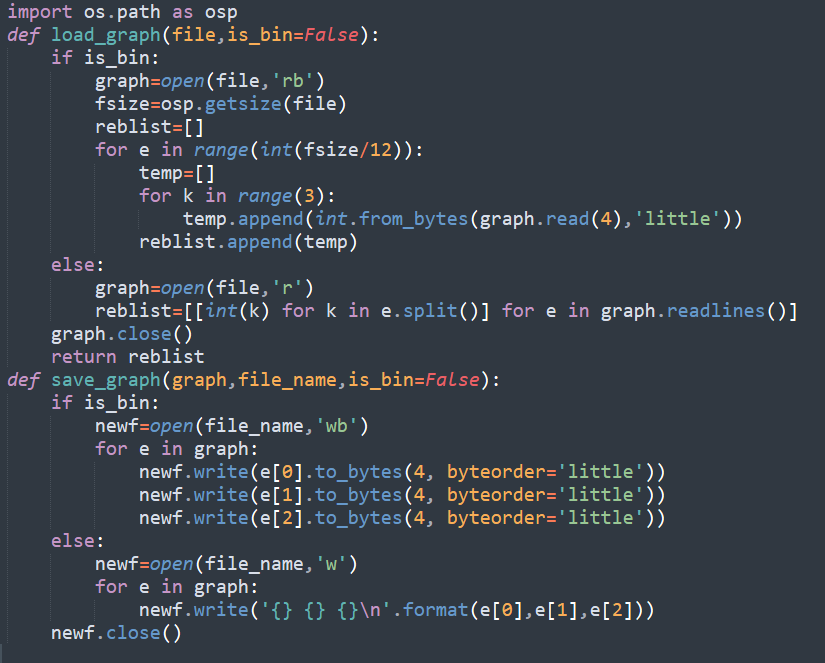 import os.path as osp
def load_graph(file,is_bin=False):
    if is_bin:
        graph=open(file,'rb')
        fsize=osp.getsize(file)
        reblist=[]
        for e in range(int(fsize/12)):
            temp=[]
            for k in range(3):
                temp.append(int.from_bytes(graph.read(4),'little'))
            reblist.append(temp)
    else:
        graph=open(file,'r')
        reblist=[[int(k) for k in e.split()] for e in graph.readlines()]
    graph.close()
    return reblist
def save_graph(graph,file_name,is_bin=False):
    if is_bin:
        newf=open(file_name,'wb')
        for e in graph:
            newf.write(e[0].to_bytes(4, byteorder='little'))
            newf.write(e[1].to_bytes(4, byteorder='little'))
            newf.write(e[2].to_bytes(4, byteorder='little'))
    else:
        newf=open(file_name,'w')
        for e in graph:
            newf.write('{} {} {}\n'.format(e[0],e[1],e[2]))
    newf.close()